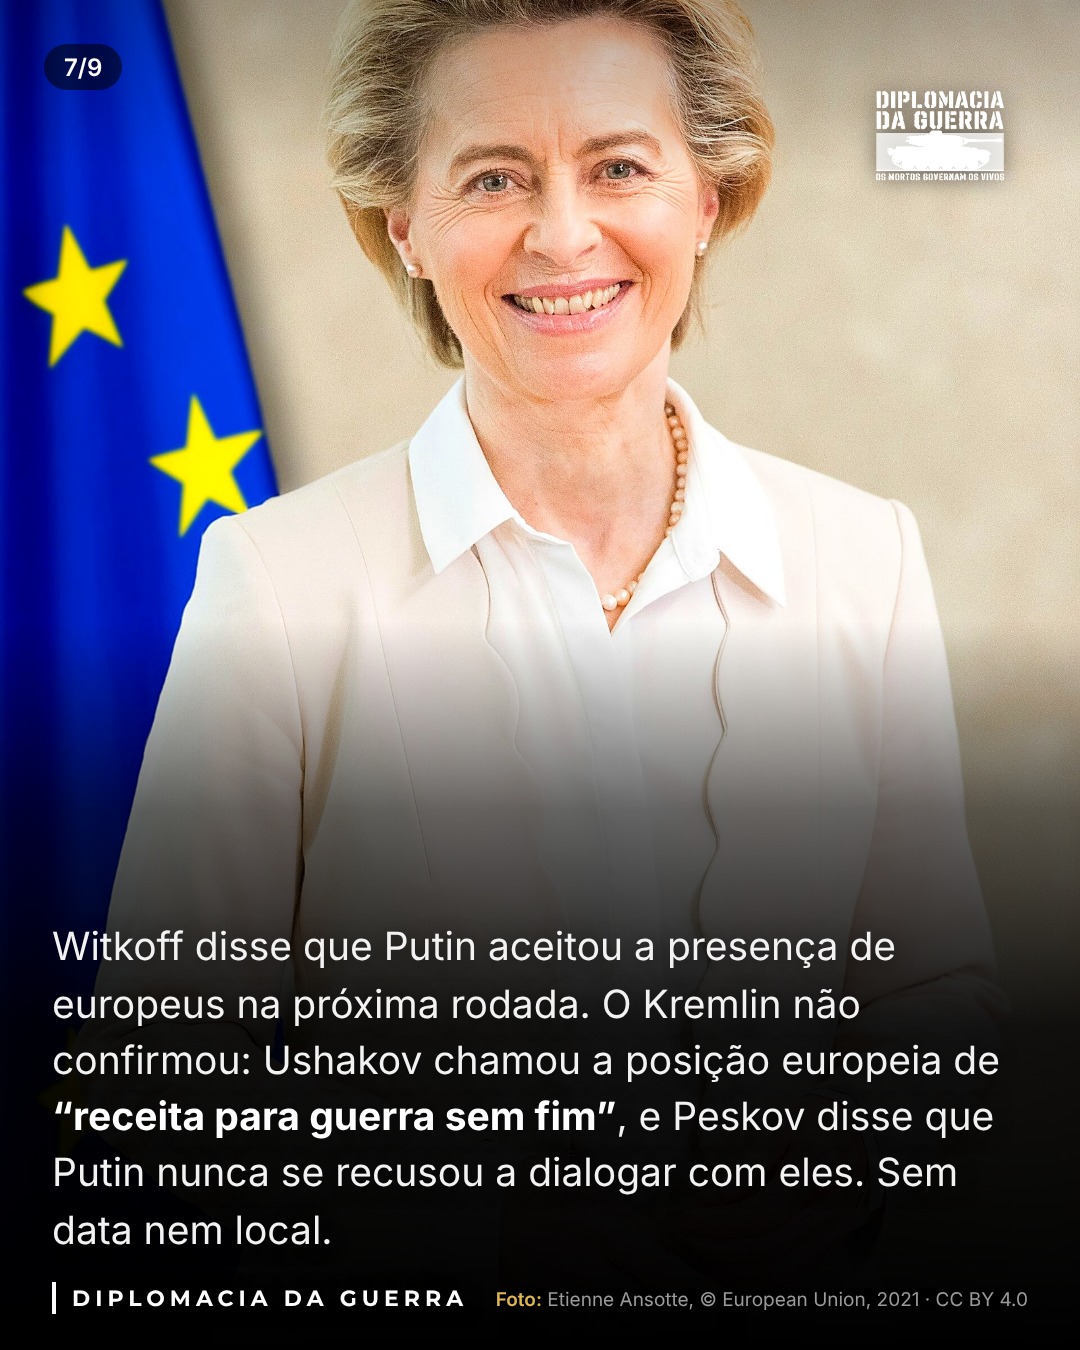 7/9
DIPLOMACIA
DA GUERRA
OS MORTOS GOVERNAM OS VIVOS
Witkoff disse que Putin aceitou a presença de
europeus na próxima rodada. O Kremlin não
confirmou: Ushakov chamou a posição europeia de
“receita para guerra sem fim”, e Peskov disse que
Putin nunca se recusou a dialogar com eles. Sem
data nem local.
DIPLOMACIA DA GUERRA
Foto: Etienne Ansotte, © European Union, 2021 · CC BY 4.0